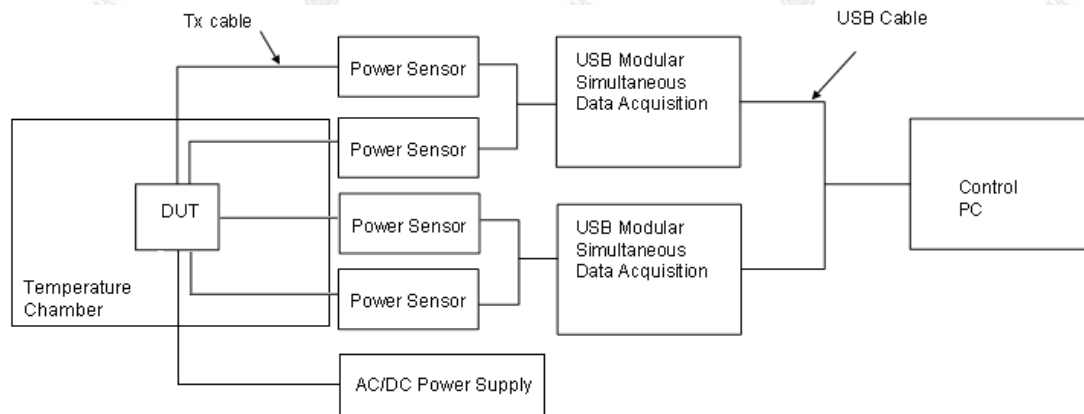 Tx cable
USB Cable
Power Sensor
USB Modular
Simultaneous
Data Acquisition
Power Sensor
Control
PC
DUT
Power Sensor
USB Modular
Simultaneous
Data Acquisition
Temperature
Chamber
Power Sensor
AC/DC Power Supply